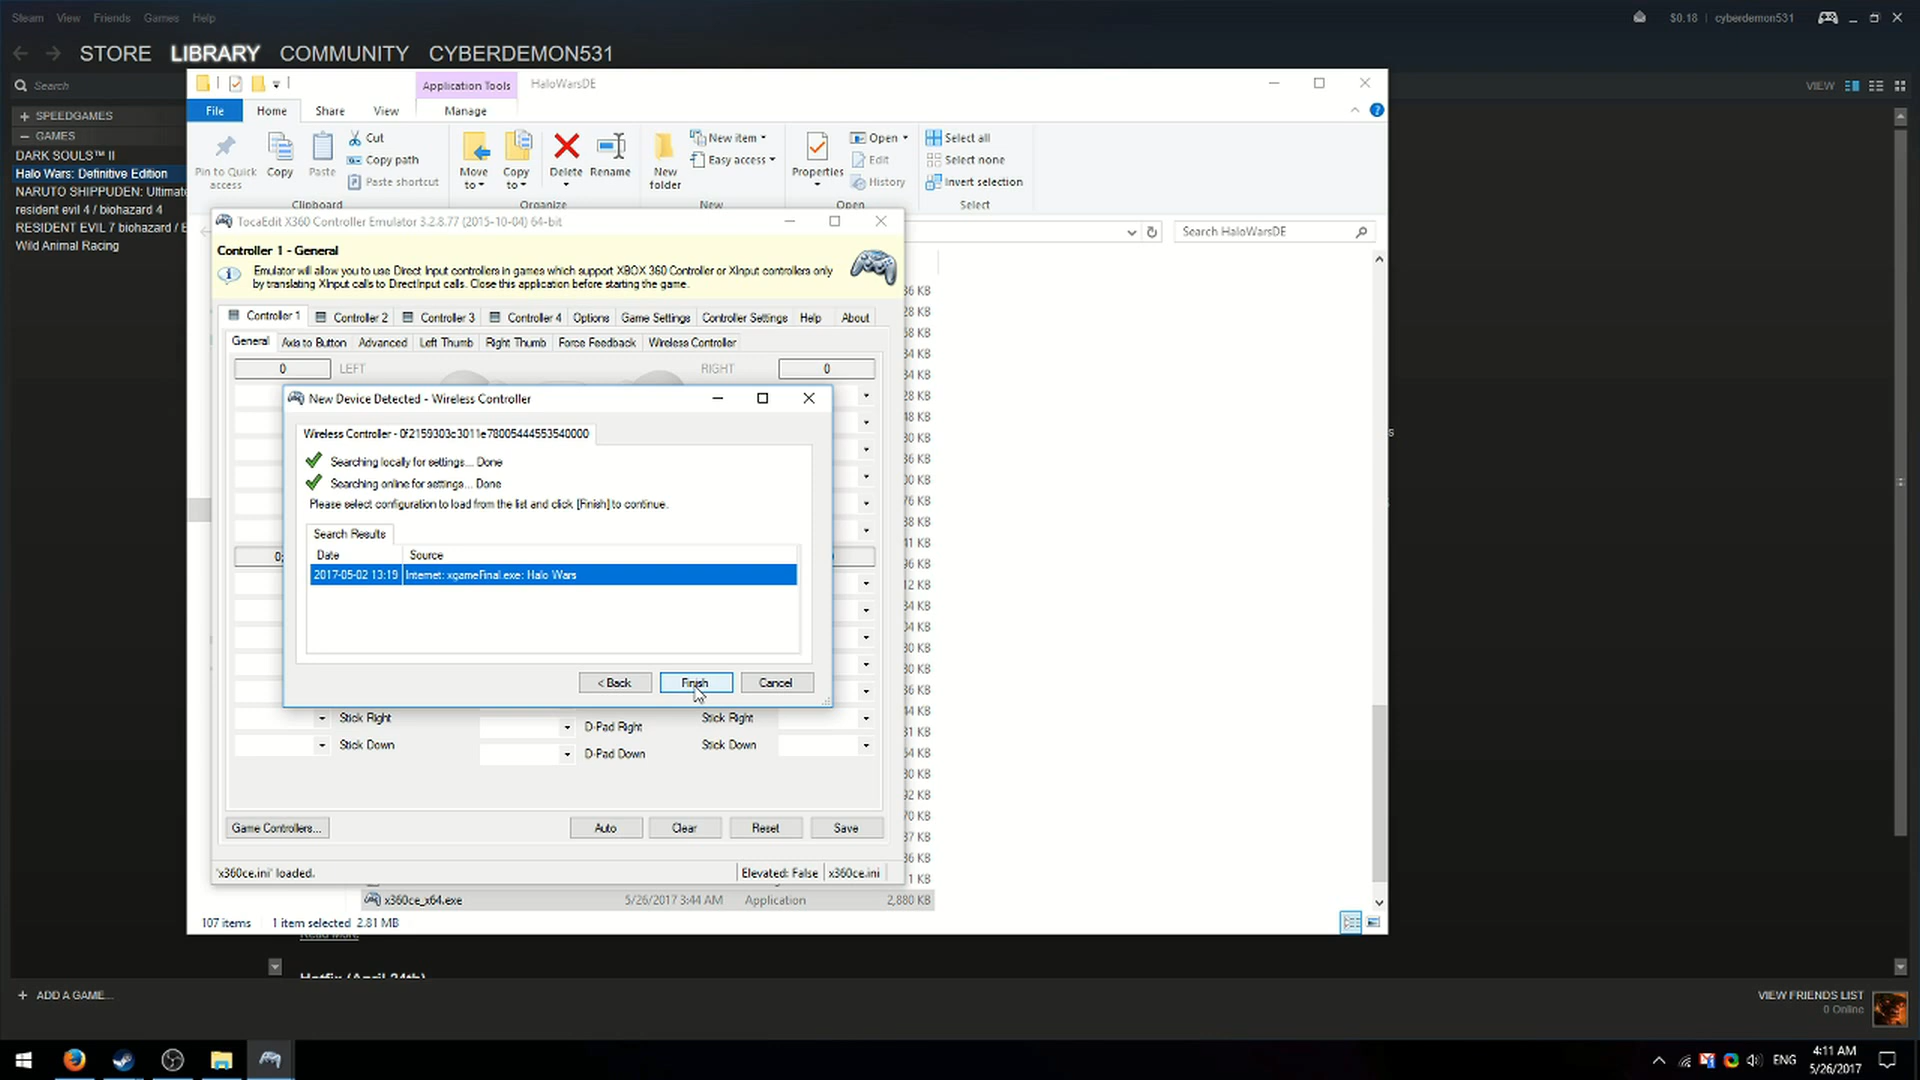 Steam View Friends Games Help
$0.18 | cyberdemon531
STORE LIBRARY COMMUNITY CYBERDEMON531
Search
VIEW
+ SPEEDGAMES
− GAMES
DARK SOULS™ II
Halo Wars: Definitive Edition
NARUTO SHIPPUDEN: Ultimate
resident evil 4 / biohazard 4
RESIDENT EVIL 7 biohazard /
Wild Animal Racing
Application Tools HaloWarsDE
File Home Share View Manage
Pin to Quick access
Copy
Paste
Cut
Copy path
Paste shortcut
Clipboard
Move to
Copy to
Delete
Rename
Organize
New folder
New item
Easy access
New
Properties
Open
Edit
History
Open
Select all
Select none
Invert selection
Select
Search HaloWarsDE
TocaEdit X360 Controller Emulator 3.2.8.77 (2015-10-04) 64-bit
Controller 1 - General
Emulator will allow you to use Direct Input controllers in games which support XBOX 360 Controller or XInput controllers only
by translating XInput calls to DirectInput calls. Close this application before starting the game.
Controller 1 Controller 2 Controller 3 Controller 4 Options Game Settings Controller Settings Help About
General Axis to Button Advanced Left Thumb Right Thumb Force Feedback Wireless Controller
0 LEFT RIGHT 0
New Device Detected - Wireless Controller
Wireless Controller - 0f2159303c3011e78005444553540000
Searching locally for settings... Done
Searching online for settings... Done
Please select configuration to load from the list and click [Finish] to continue.
Search Results
Date Source
2017-05-02 13:19 Internet: xgameFinal.exe: Halo Wars
< Back Finish Cancel
Stick Right D-Pad Right Stick Right
Stick Down D-Pad Down Stick Down
Game Controllers... Auto Clear Reset Save
'x360ce.ini' loaded. Elevated: False x360ce.ini
x360ce_x64.exe 5/26/2017 3:44 AM Application 2,880 KB
107 items 1 item selected 2.81 MB
Read More
Hotfix (April 24th)
+ ADD A GAME...
VIEW FRIENDS LIST
0 Online
ENG
4:11 AM
5/26/2017